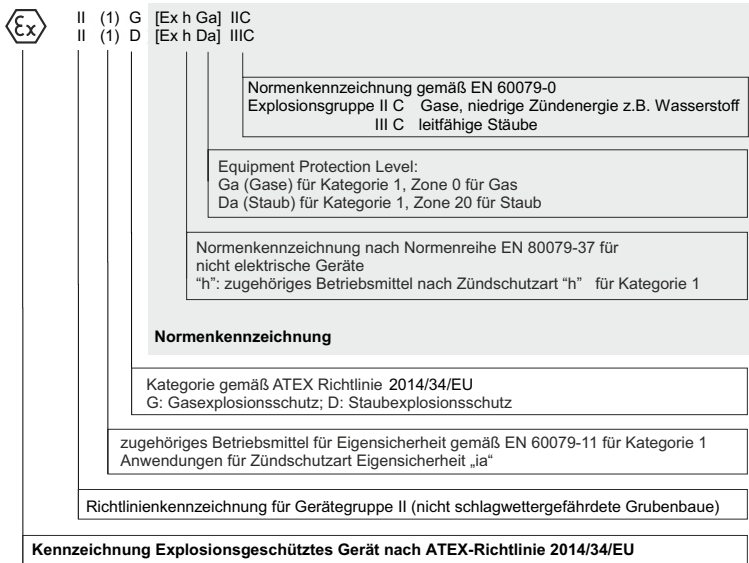 Ex II (1) G [Ex h Ga] IIC
II (1) D [Ex h Da] IIIC
Normenkennzeichnung gemäß EN 60079-0
Explosionsgruppe II C Gase, niedrige Zündenergie z.B. Wasserstoff
III C leitfähige Stäube
Equipment Protection Level:
Ga (Gase) für Kategorie 1, Zone 0 für Gas
Da (Staub) für Kategorie 1, Zone 20 für Staub
Normenkennzeichnung nach Normenreihe EN 80079-37 für
nicht elektrische Geräte
“h”: zugehöriges Betriebsmittel nach Zündschutzart “h” für Kategorie 1
Normenkennzeichnung
Kategorie gemäß ATEX Richtlinie 2014/34/EU
G: Gasexplosionsschutz; D: Staubexplosionsschutz
zugehöriges Betriebsmittel für Eigensicherheit gemäß EN 60079-11 für Kategorie 1
Anwendungen für Zündschutzart Eigensicherheit „ia“
Richtlinienkennzeichnung für Gerätegruppe II (nicht schlagwettergefährdete Grubenbaue)
Kennzeichnung Explosionsgeschütztes Gerät nach ATEX-Richtlinie 2014/34/EU